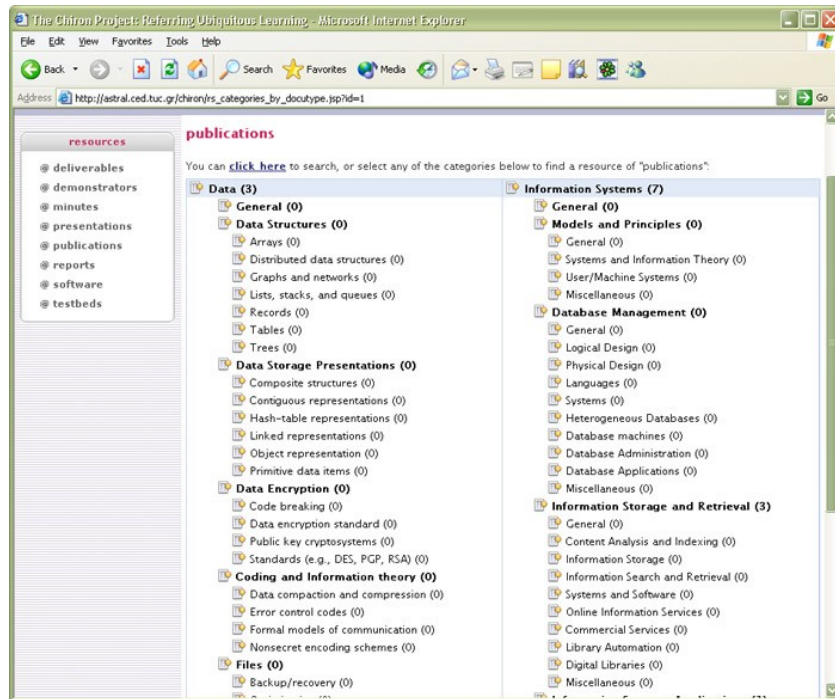 The Chiron Project: Referring Ubiquitous Learning - Microsoft Internet Explorer
File Edit View Favorites Tools Help
Back Search Favorites Media
Address http://astral.ced.tuc.gr/chiron/rs_categories_by_docutype.jsp?id=1 Go
resources
@ deliverables
@ demonstrators
@ minutes
@ presentations
@ publications
@ reports
@ software
@ testbeds
publications
You can click here to search, or select any of the categories below to find a resource of "publications":
Data (3)
General (0)
Data Structures (0)
Arrays (0)
Distributed data structures (0)
Graphs and networks (0)
Lists, stacks, and queues (0)
Records (0)
Tables (0)
Trees (0)
Data Storage Presentations (0)
Composite structures (0)
Contiguous representations (0)
Hash-table representations (0)
Linked representations (0)
Object representation (0)
Primitive data items (0)
Data Encryption (0)
Code breaking (0)
Data encryption standard (0)
Public key cryptosystems (0)
Standards (e.g., DES, PGP, RSA) (0)
Coding and Information theory (0)
Data compaction and compression (0)
Error control codes (0)
Formal models of communication (0)
Nonsecret encoding schemes (0)
Files (0)
Backup/recovery (0)
Information Systems (7)
General (0)
Models and Principles (0)
General (0)
Systems and Information Theory (0)
User/Machine Systems (0)
Miscellaneous (0)
Database Management (0)
General (0)
Logical Design (0)
Physical Design (0)
Languages (0)
Systems (0)
Heterogeneous Databases (0)
Database machines (0)
Database Administration (0)
Database Applications (0)
Miscellaneous (0)
Information Storage and Retrieval (3)
General (0)
Content Analysis and Indexing (0)
Information Storage (0)
Information Search and Retrieval (0)
Systems and Software (0)
Online Information Services (0)
Commercial Services (0)
Library Automation (0)
Digital Libraries (0)
Miscellaneous (0)